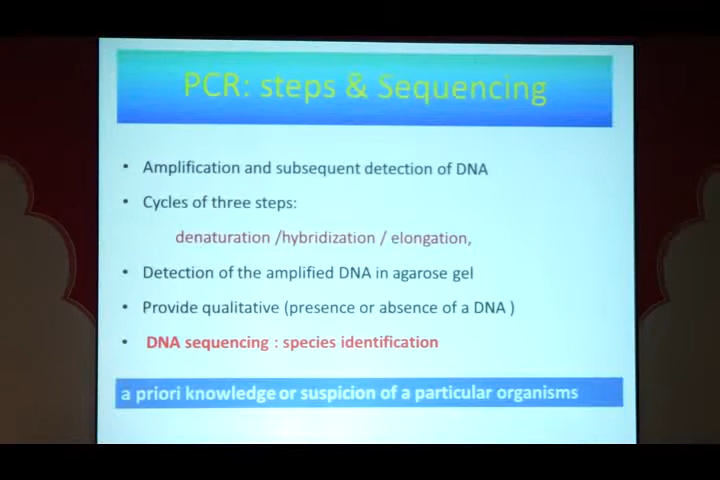 PCR: steps & Sequencing
• Amplification and subsequent detection of DNA
• Cycles of three steps:
denaturation /hybridization / elongation,
• Detection of the amplified DNA in agarose gel
• Provide qualitative (presence or absence of a DNA )
• DNA sequencing : species identification
a priori knowledge or suspicion of a particular organisms